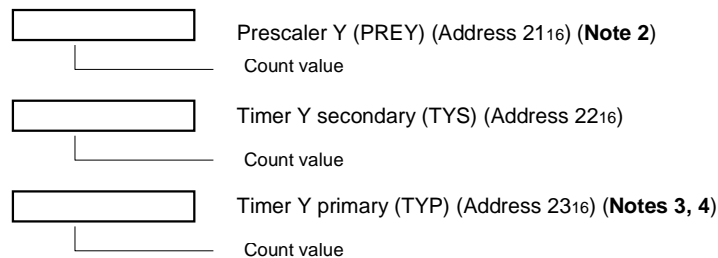 Prescaler Y (PREY) (Address 2116) (Note 2)
Count value
Timer Y secondary (TYS) (Address 2216)
Count value
Timer Y primary (TYP) (Address 2316) (Notes 3, 4)
Count value